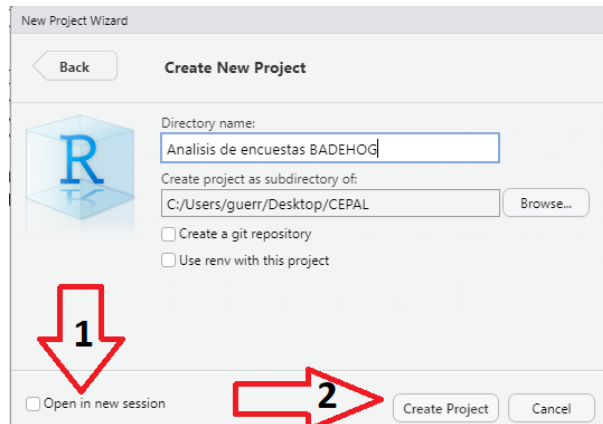 New Project Wizard
Back
Create New Project
R
Directory name:
Analisis de encuestas BADEHOG
Create project as subdirectory of:
C:/Users/guerr/Desktop/CEPAL
Browse...
Create a git repository
Use renv with this project
1
Open in new session
2
Create Project
Cancel